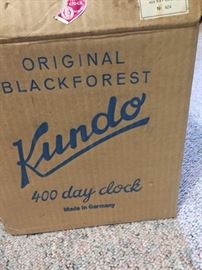 ORIGINAL
BLACKFOREST
Kundo
400 day clock
Made in Germany